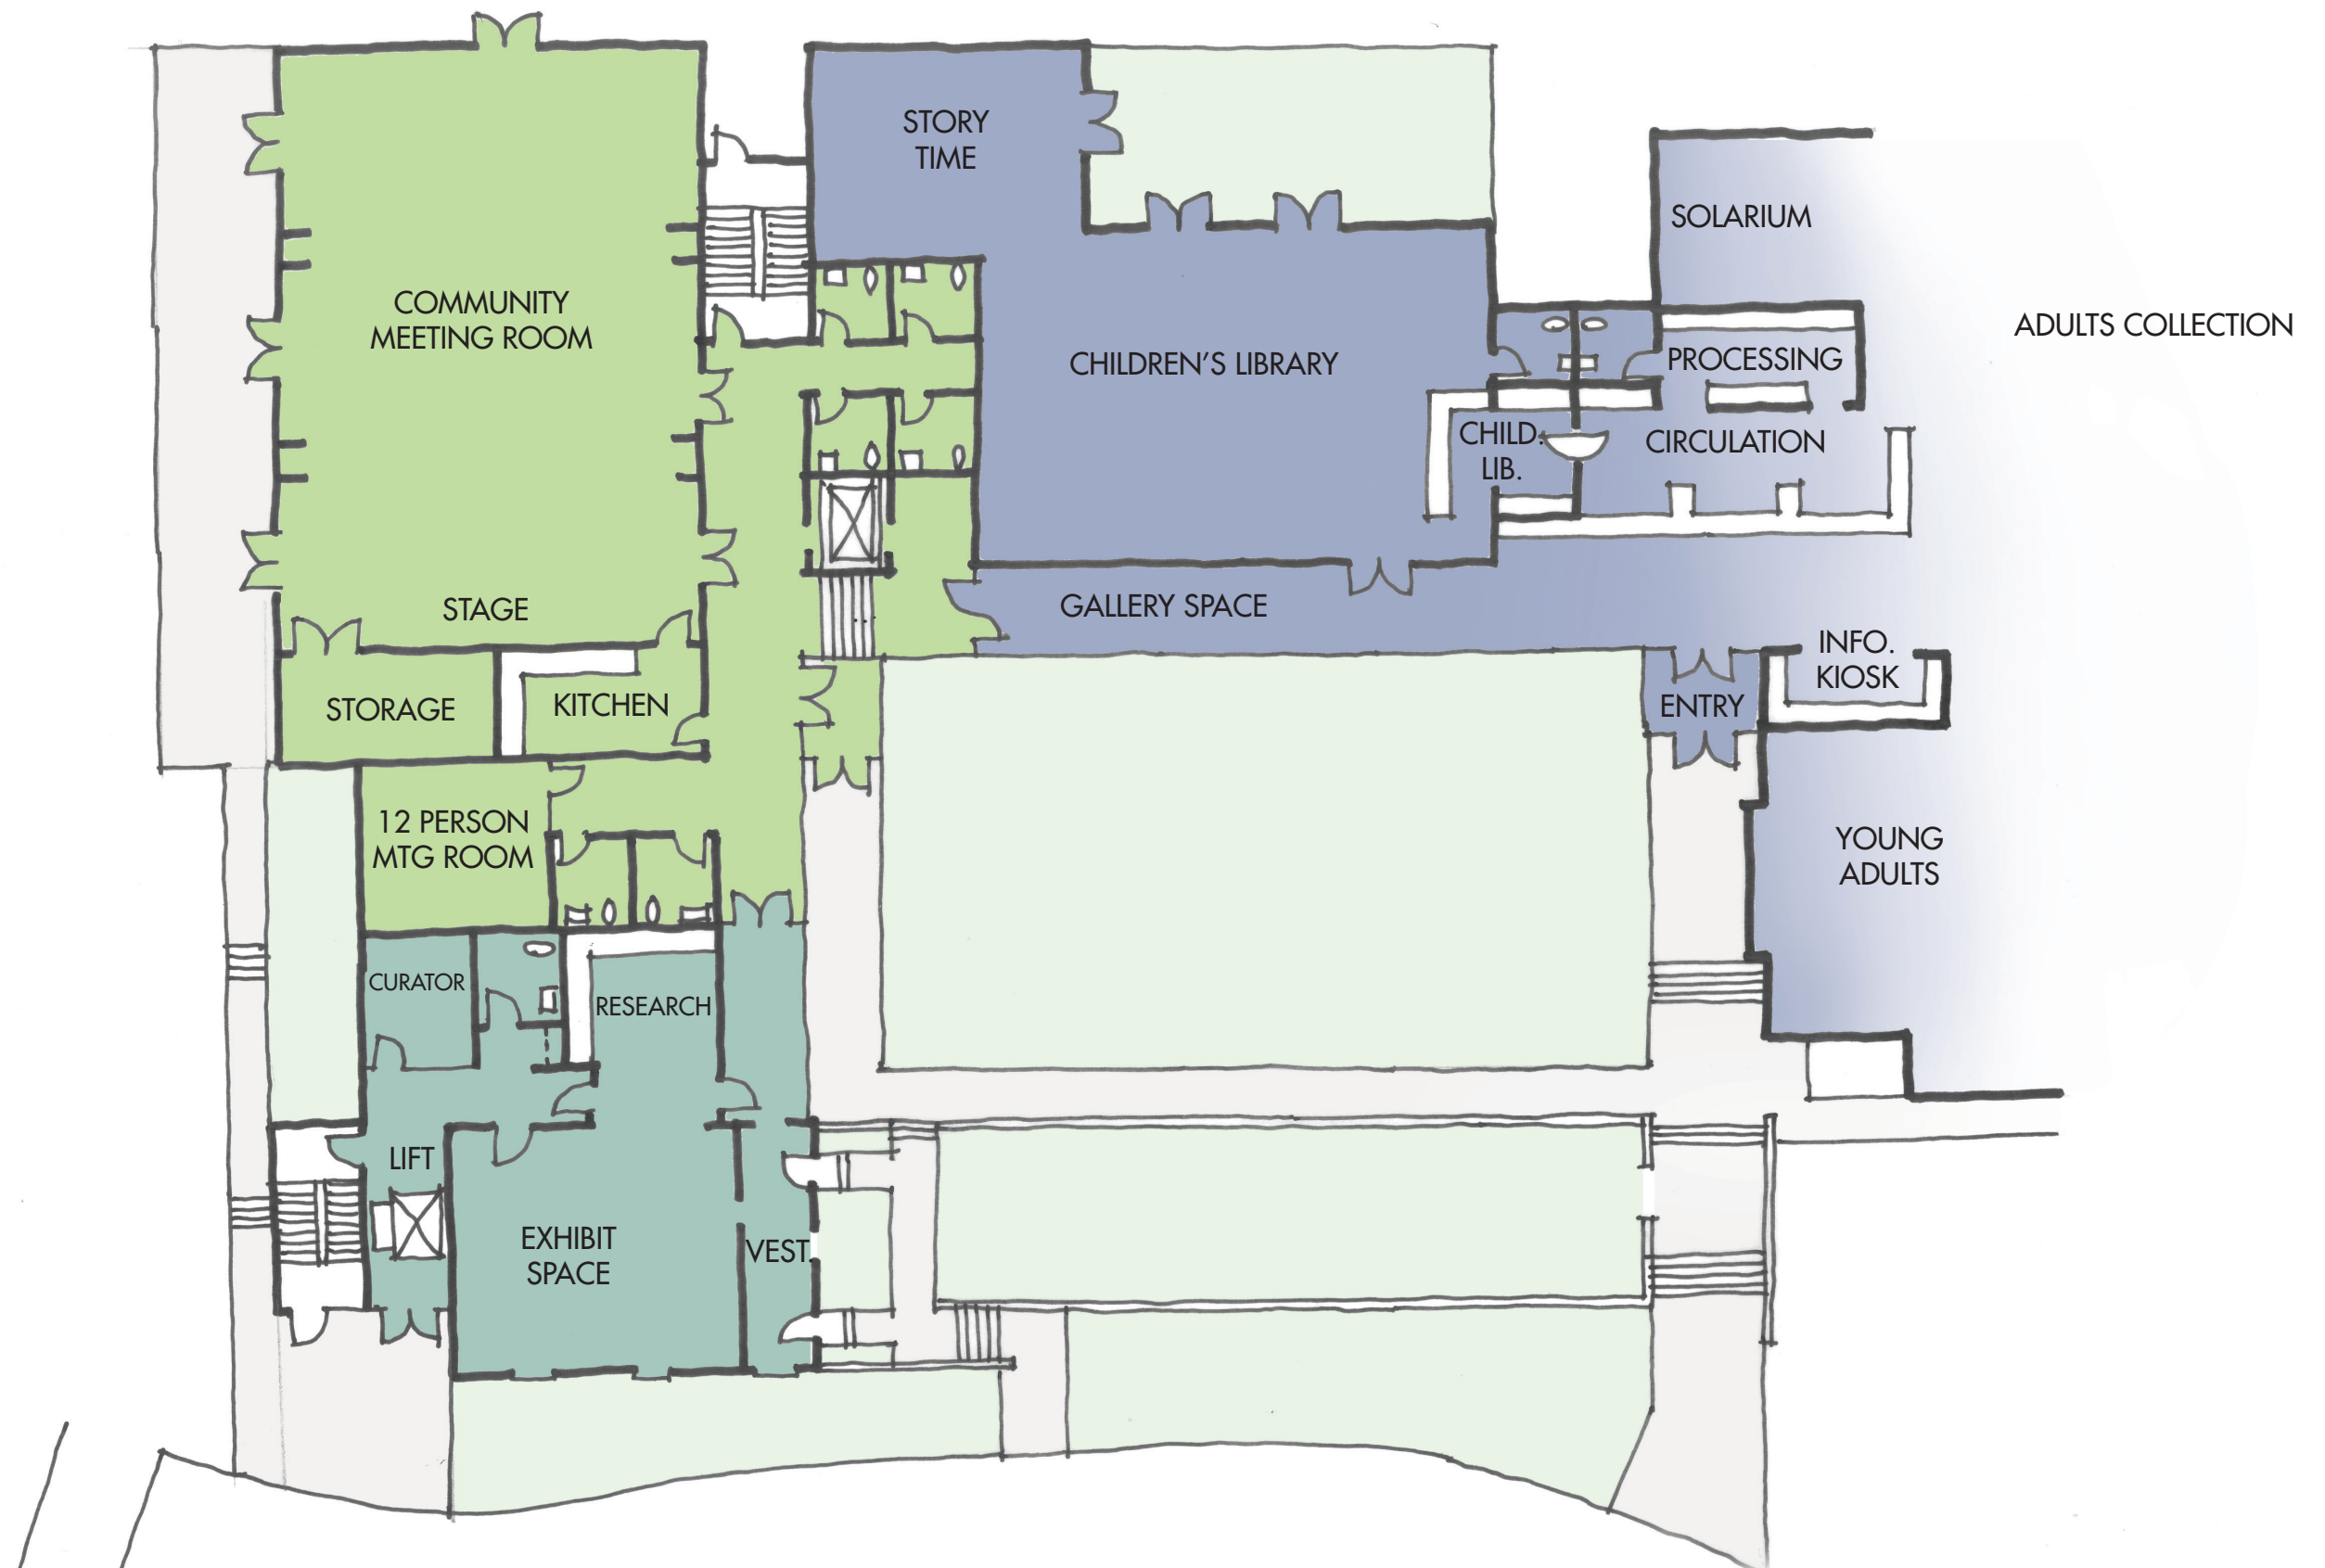 STORY
TIME
SOLARIUM
COMMUNITY
MEETING ROOM
ADULTS COLLECTION
CHILDREN'S LIBRARY
PROCESSING
CHILD.
LIB.
CIRCULATION
STAGE
GALLERY SPACE
INFO.
KIOSK
STORAGE
KITCHEN
ENTRY
12 PERSON
MTG ROOM
YOUNG
ADULTS
CURATOR
RESEARCH
LIFT
EXHIBIT
SPACE
VEST.